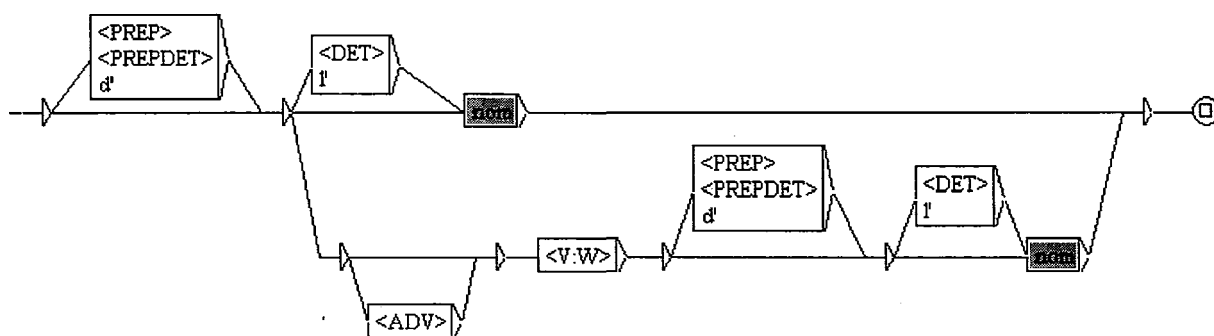 <PREP>
<PREPDET>
d'
<DET>
l'
nom
<PREP>
<PREPDET>
d'
<DET>
l'
<V:W>
nom
<ADV>